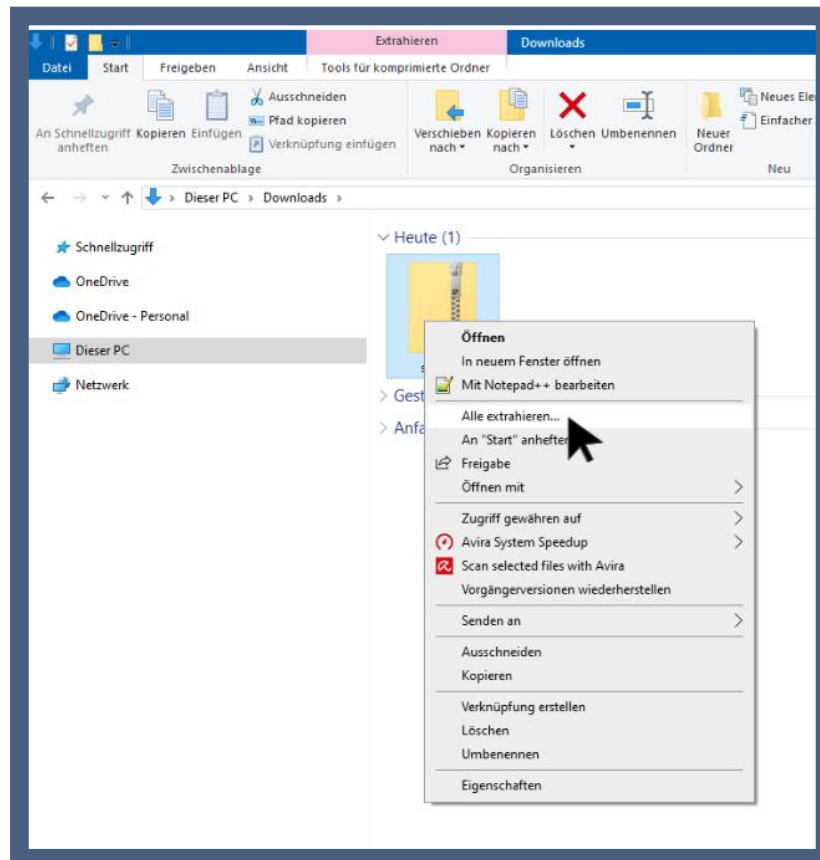 Extrahieren
Downloads
Datei Start Freigeben Ansicht Tools für komprimierte Ordner
An Schnellzugriff anheften
Kopieren
Einfügen
Ausschneiden
Pfad kopieren
Verknüpfung einfügen
Zwischenablage
Verschieben nach
Kopieren nach
Löschen
Umbenennen
Organisieren
Neuer Ordner
Neues
Einfacher
Neu
Dieser PC > Downloads >
Schnellzugriff
OneDrive
OneDrive - Personal
Dieser PC
Netzwerk
Heute (1)
Öffnen
In neuem Fenster öffnen
Mit Notepad++ bearbeiten
Alle extrahieren...
An "Start" anheften
Freigabe
Öffnen mit
Zugriff gewähren auf
Avira System Speedup
Scan selected files with Avira
Vorgängerversionen wiederherstellen
Senden an
Ausschneiden
Kopieren
Verknüpfung erstellen
Löschen
Umbenennen
Eigenschaften